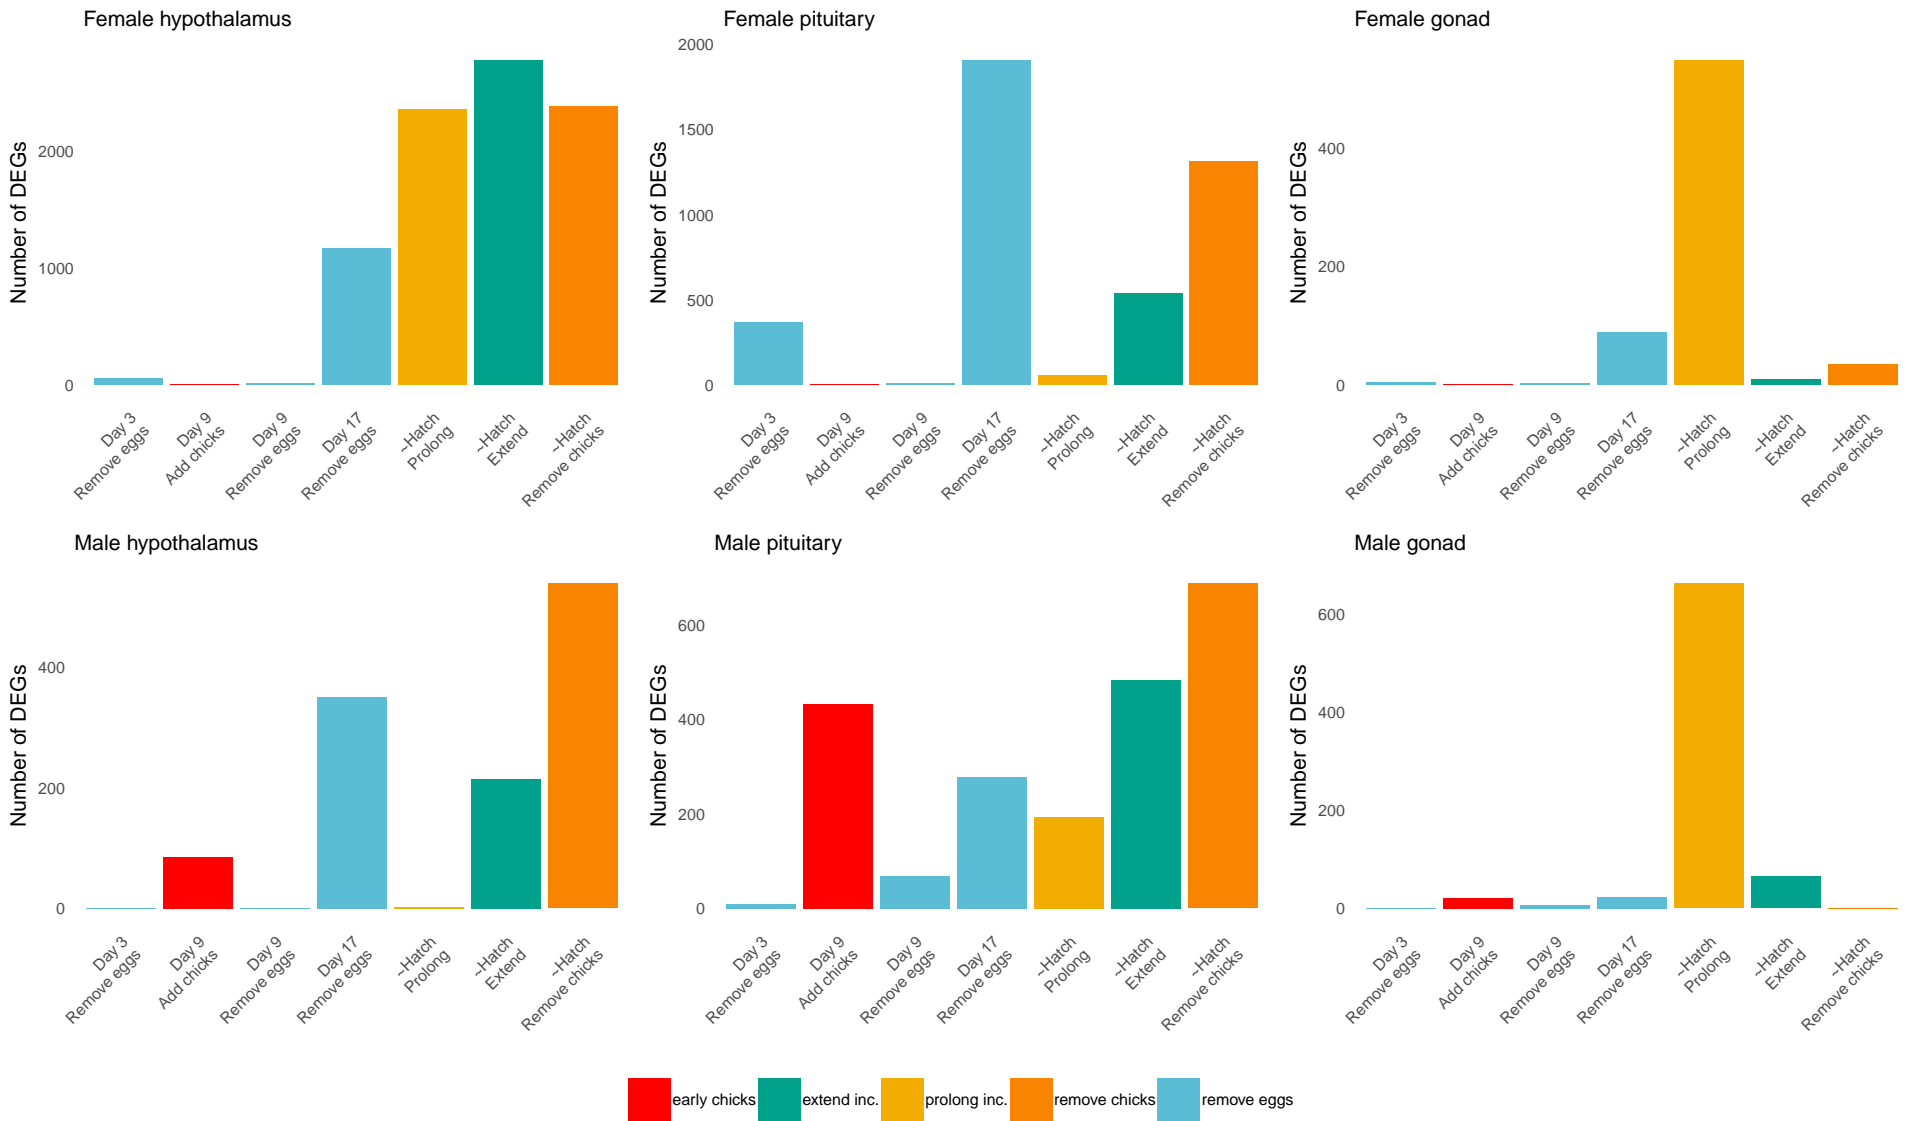 Female hypothalamus
Number of DEGs
2000
1000
0
Day 3
Remove eggs
Day 9
Add chicks
Day 9
Remove eggs
Day 17
Remove eggs
~Hatch
Prolong
~Hatch
Extend
~Hatch
Remove chicks
Female pituitary
Number of DEGs
2000
1500
1000
500
0
Day 3
Remove eggs
Day 9
Add chicks
Day 9
Remove eggs
Day 17
Remove eggs
~Hatch
Prolong
~Hatch
Extend
~Hatch
Remove chicks
Female gonad
Number of DEGs
400
200
0
Day 3
Remove eggs
Day 9
Add chicks
Day 9
Remove eggs
Day 17
Remove eggs
~Hatch
Prolong
~Hatch
Extend
~Hatch
Remove chicks
Male hypothalamus
Number of DEGs
400
200
0
Day 3
Remove eggs
Day 9
Add chicks
Day 9
Remove eggs
Day 17
Remove eggs
~Hatch
Prolong
~Hatch
Extend
~Hatch
Remove chicks
Male pituitary
Number of DEGs
600
400
200
0
Day 3
Remove eggs
Day 9
Add chicks
Day 9
Remove eggs
Day 17
Remove eggs
~Hatch
Prolong
~Hatch
Extend
~Hatch
Remove chicks
Male gonad
Number of DEGs
600
400
200
0
Day 3
Remove eggs
Day 9
Add chicks
Day 9
Remove eggs
Day 17
Remove eggs
~Hatch
Prolong
~Hatch
Extend
~Hatch
Remove chicks
early chicks extend inc. prolong inc. remove chicks remove eggs